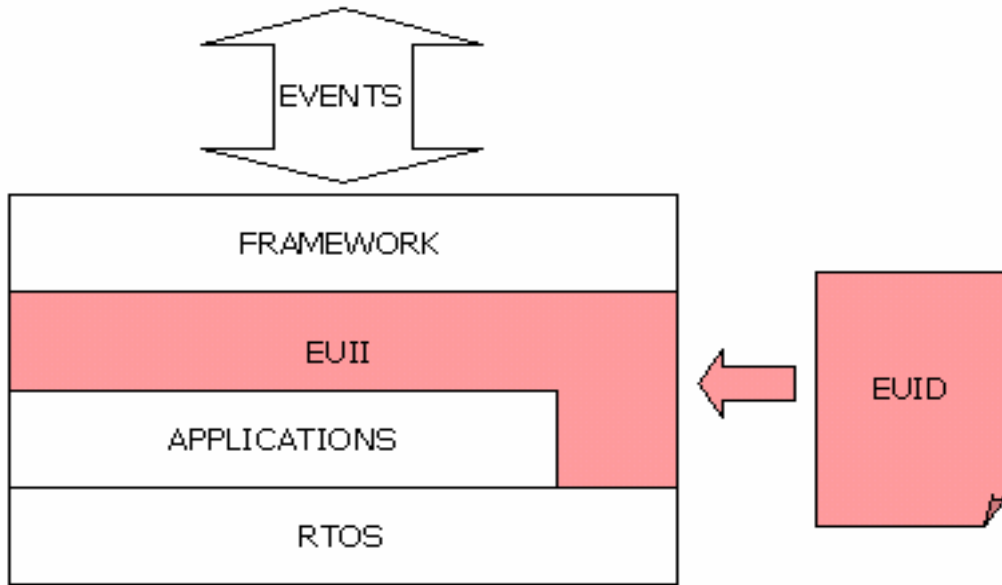 EVENTS
FRAMEWORK
EUII
EUID
APPLICATIONS
RTOS